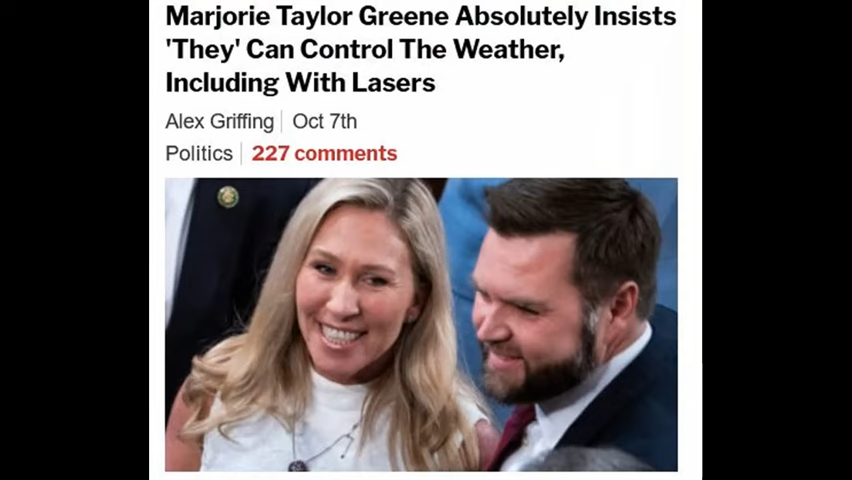 Marjorie Taylor Greene Absolutely Insists
'They' Can Control The Weather,
Including With Lasers
Alex Griffing | Oct 7th
Politics | 227 comments